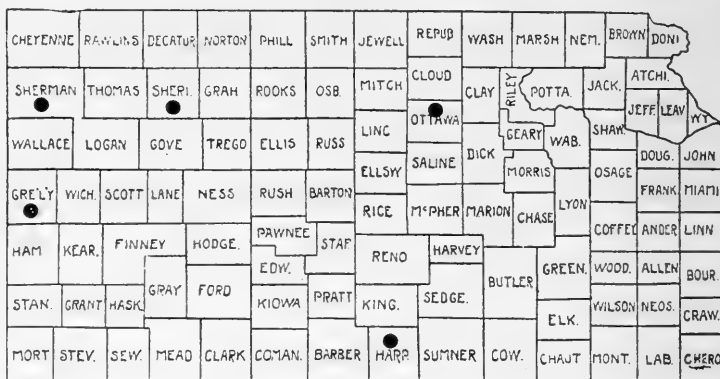 CHEYENNE RAWLINS DECATUR NORTON PHILL SMITH JEWELL REPUB WASH MARSH NEM. BROWN DONI
SHERMAN THOMAS SHERI. GRAH ROOKS OSB. MITCH CLOUD CLAY RILEY POTTA. JACK. ATCHI.
JEFF. LEAV WY
WALLACE LOGAN GOVE TREGO ELLIS RUSS LINC OTTAWA GEARY WAB. SHAW. DOUG. JOHN
GRE'LY WICH. SCOTT LANE NESS RUSH BARTON ELLSW SALINE DICK MORRIS OSAGE FRANK. MIAMI
HAM KEAR. FINNEY HODGE. PAWNEE STAF RICE McPHER MARION CHASE LYON COFFEE ANDER LINN
GRAY FORD EDW. RENO HARVEY BUTLER GREEN. WOOD. ALLEN BOUR.
STAN. GRANT HASK. KIOWA PRATT KING. SEDGE. ELK. WILSON NEOS. CRAW.
MORT STEV. SEW. MEAD CLARK COMAN. BARBER HARP. SUMNER COW. CHAUT MONT. LAB. CHERO